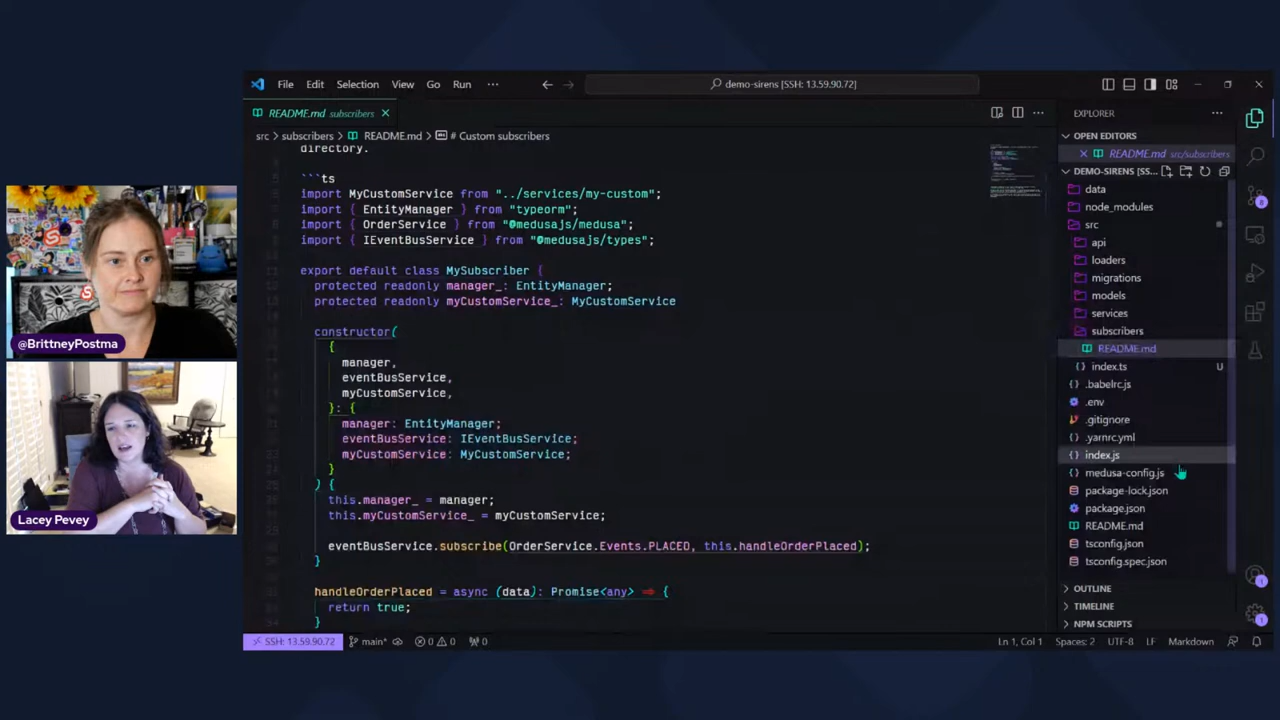 File Edit Selection View Go Run ···
demo-sirens [SSH: 13.59.90.72]
README.md subscribers
src > subscribers > README.md > # Custom subscribers
directory.
```ts
import MyCustomService from "../services/my-custom";
import { EntityManager } from "typeorm";
import { OrderService } from "@medusajs/medusa";
import { IEventBusService } from "@medusajs/types";
export default class MySubscriber {
protected readonly manager_: EntityManager;
protected readonly myCustomService_: MyCustomService
constructor(
{
manager,
eventBusService,
myCustomService,
}: {
manager: EntityManager;
eventBusService: IEventBusService;
myCustomService: MyCustomService;
}
) {
this.manager_ = manager;
this.myCustomService_ = myCustomService;
eventBusService.subscribe(OrderService.Events.PLACED, this.handleOrderPlaced);
}
handleOrderPlaced = async (data): Promise<any> => {
return true;
}
EXPLORER ···
OPEN EDITORS
README.md src/subscribers
DEMO-SIRENS [SS...
data
node_modules
src
api
loaders
migrations
models
services
subscribers
README.md
index.ts U
.babelrc.js
.env
.gitignore
.yarnrc.yml
index.js
medusa-config.js
package-lock.json
package.json
README.md
tsconfig.json
tsconfig.spec.json
OUTLINE
TIMELINE
NPM SCRIPTS
SSH: 13.59.90.72 main* 0 0 0
Ln 1, Col 1 Spaces: 2 UTF-8 LF Markdown
@BrittneyPostma
Lacey Pevey